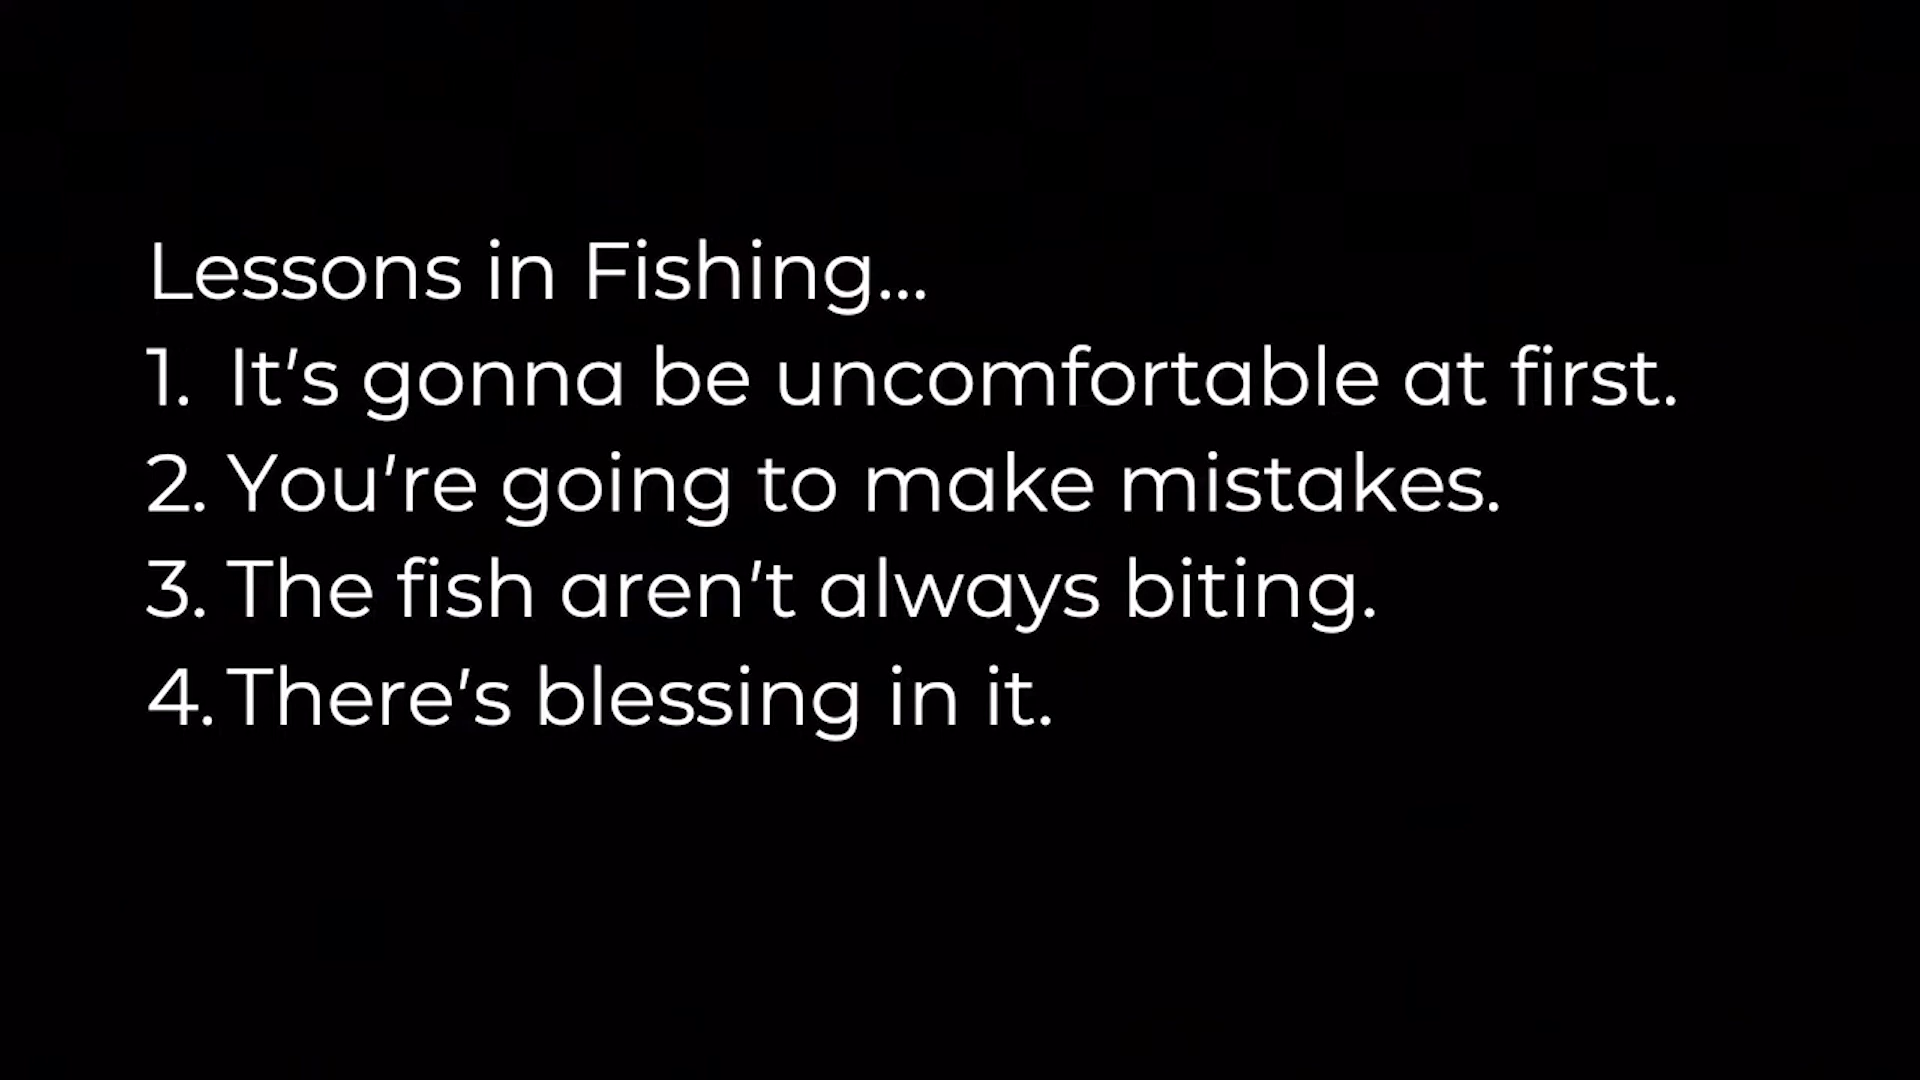 Lessons in Fishing...
1. It's gonna be uncomfortable at first.
2. You're going to make mistakes.
3. The fish aren't always biting.
4. There's blessing in it.